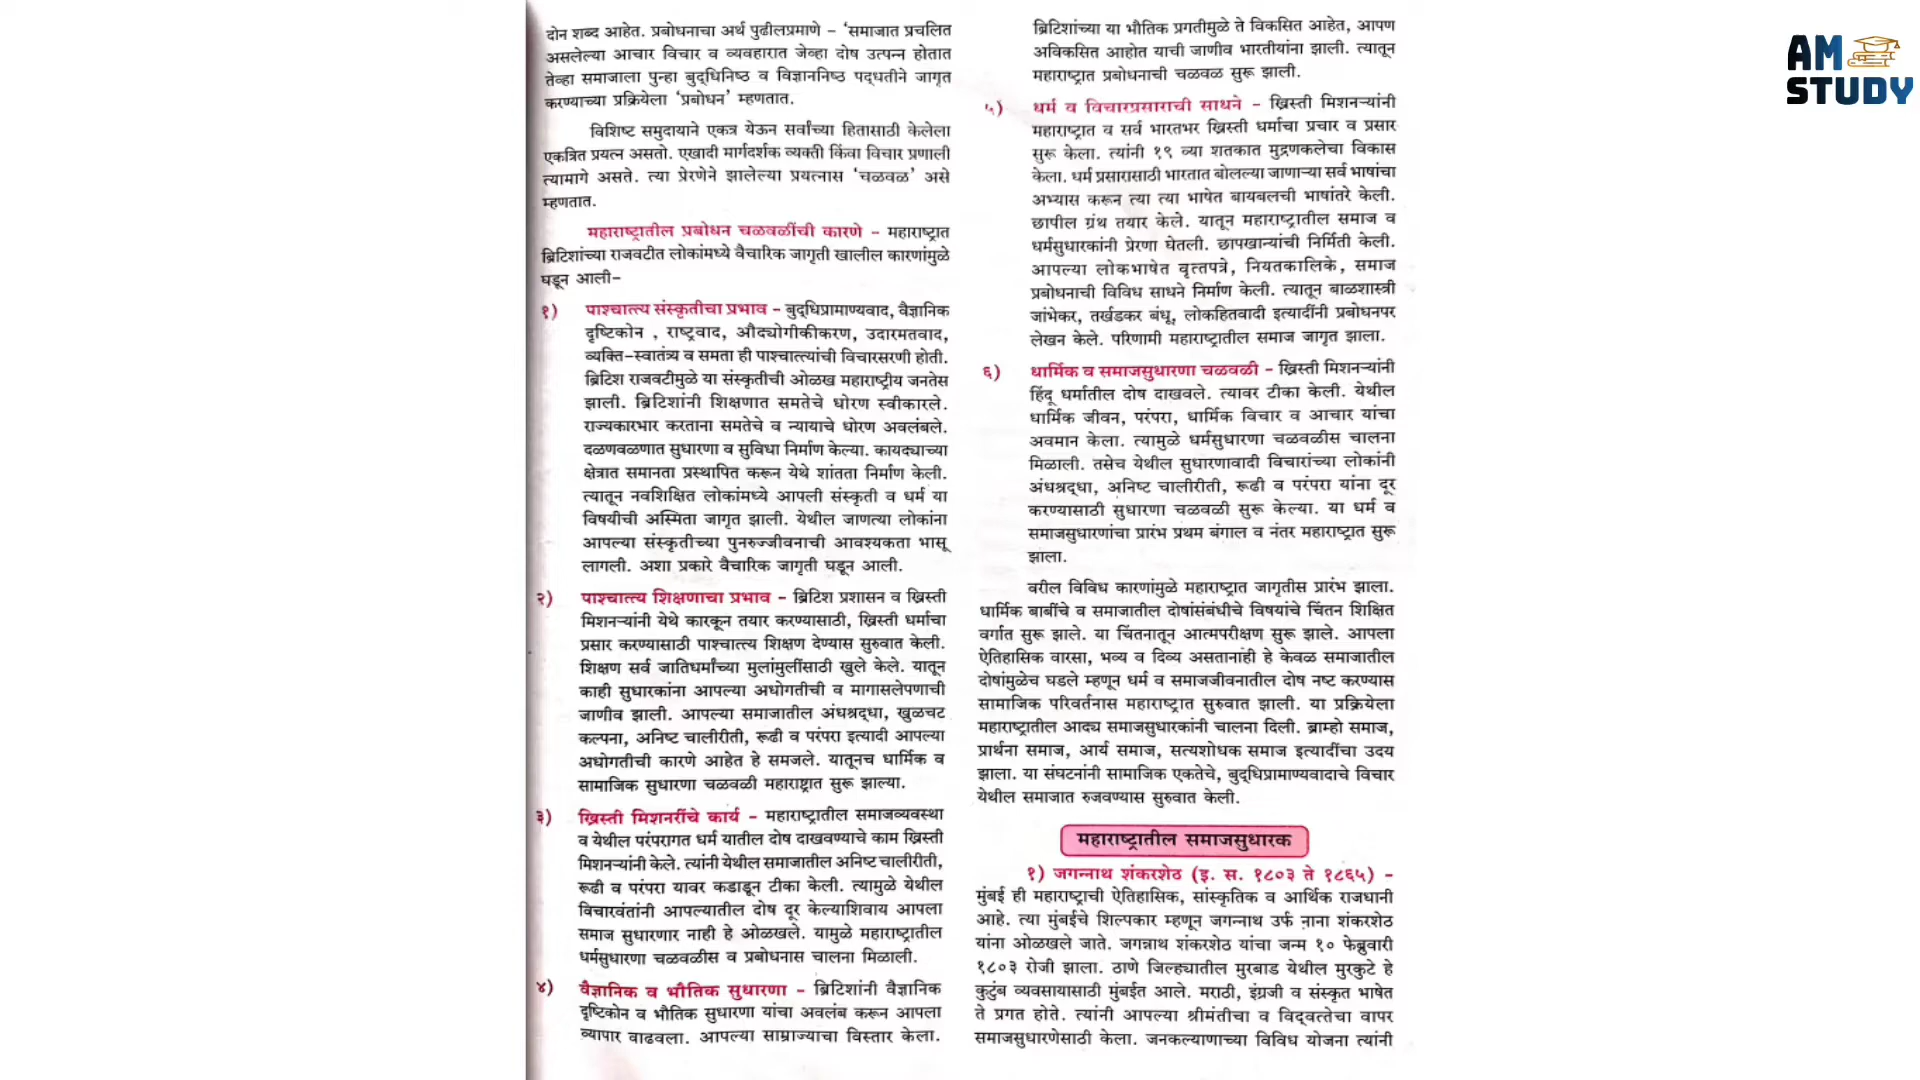 दोन शब्द आहेत. प्रबोधनाचा अर्थ पुढीलप्रमाणे – 'समाजात प्रचलित
असलेल्या आचार विचार व व्यवहारात जेव्हा दोष उत्पन्न होतात
तेव्हा समाजाला पुन्हा बुद्धिनिष्ठ व विज्ञाननिष्ठ पद्धतीने जागृत
करण्याच्या प्रक्रियेला 'प्रबोधन' म्हणतात.
विशिष्ट समुदायाने एकत्र येऊन सर्वांच्या हितासाठी केलेला
एकत्रित प्रयत्न असतो. एखादी मार्गदर्शक व्यक्ती किंवा विचार प्रणाली
त्यामागे असते. त्या प्रेरणेने झालेल्या प्रयत्नास 'चळवळ' असे
म्हणतात.
महाराष्ट्रातील प्रबोधन चळवळींची कारणे – महाराष्ट्रात
ब्रिटिशांच्या राजवटीत लोकांमध्ये वैचारिक जागृती खालील कारणांमुळे
घडून आली–
१) पाश्चात्त्य संस्कृतीचा प्रभाव – बुद्धिप्रामाण्यवाद, वैज्ञानिक
दृष्टिकोन , राष्ट्रवाद, औद्योगीकीकरण, उदारमतवाद,
व्यक्ति–स्वातंत्र्य व समता ही पाश्चात्त्यांची विचारसरणी होती.
ब्रिटिश राजवटीमुळे या संस्कृतीची ओळख महाराष्ट्रीय जनतेस
झाली. ब्रिटिशांनी शिक्षणात समतेचे धोरण स्वीकारले.
राज्यकारभार करताना समतेचे व न्यायाचे धोरण अवलंबले.
दळणवळणात सुधारणा व सुविधा निर्माण केल्या. कायद्याच्या
क्षेत्रात समानता प्रस्थापित करून येथे शांतता निर्माण केली.
त्यातून नवशिक्षित लोकांमध्ये आपली संस्कृती व धर्म या
विषयीची अस्मिता जागृत झाली. येथील जाणत्या लोकांना
आपल्या संस्कृतीच्या पुनरुज्जीवनाची आवश्यकता भासू
लागली. अशा प्रकारे वैचारिक जागृती घडून आली.
२) पाश्चात्त्य शिक्षणाचा प्रभाव – ब्रिटिश प्रशासन व ख्रिस्ती
मिशनऱ्यांनी येथे कारकून तयार करण्यासाठी, ख्रिस्ती धर्माचा
प्रसार करण्यासाठी पाश्चात्त्य शिक्षण देण्यास सुरुवात केली.
शिक्षण सर्व जातिधर्मांच्या मुलांमुलींसाठी खुले केले. यातून
काही सुधारकांना आपल्या अधोगतीची व मागासलेपणाची
जाणीव झाली. आपल्या समाजातील अंधश्रद्धा, खुळचट
कल्पना, अनिष्ट चालीरीती, रूढी व परंपरा इत्यादी आपल्या
अधोगतीची कारणे आहेत हे समजले. यातूनच धार्मिक व
सामाजिक सुधारणा चळवळी महाराष्ट्रात सुरू झाल्या.
३) ख्रिस्ती मिशनरींचे कार्य – महाराष्ट्रातील समाजव्यवस्था
व येथील परंपरागत धर्म यातील दोष दाखवण्याचे काम ख्रिस्ती
मिशनऱ्यांनी केले. त्यांनी येथील समाजातील अनिष्ट चालीरीती,
रूढी व परंपरा यावर कडाडून टीका केली. त्यामुळे येथील
विचारवंतांनी आपल्यातील दोष दूर केल्याशिवाय आपला
समाज सुधारणार नाही हे ओळखले. यामुळे महाराष्ट्रातील
धर्मसुधारणा चळवळीस व प्रबोधनास चालना मिळाली.
४) वैज्ञानिक व भौतिक सुधारणा – ब्रिटिशांनी वैज्ञानिक
दृष्टिकोन व भौतिक सुधारणा यांचा अवलंब करून आपला
व्यापार वाढवला. आपल्या साम्राज्याचा विस्तार केला.
ब्रिटिशांच्या या भौतिक प्रगतीमुळे ते विकसित आहेत, आपण
अविकसित आहोत याची जाणीव भारतीयांना झाली. त्यातून
महाराष्ट्रात प्रबोधनाची चळवळ सुरू झाली.
५) धर्म व विचारप्रसाराची साधने – ख्रिस्ती मिशनऱ्यांनी
महाराष्ट्रात व सर्व भारतभर ख्रिस्ती धर्माचा प्रचार व प्रसार
सुरू केला. त्यांनी १९ व्या शतकात मुद्रणकलेचा विकास
केला. धर्म प्रसारासाठी भारतात बोलल्या जाणाऱ्या सर्व भाषांचा
अभ्यास करून त्या त्या भाषेत बायबलची भाषांतरे केली.
छापील ग्रंथ तयार केले. यातून महाराष्ट्रातील समाज व
धर्मसुधारकांनी प्रेरणा घेतली. छापखान्यांची निर्मिती केली.
आपल्या लोकभाषेत वृत्तपत्रे, नियतकालिके, समाज
प्रबोधनाची विविध साधने निर्माण केली. त्यातून बाळशास्त्री
जांभेकर, तर्खडकर बंधू, लोकहितवादी इत्यादींनी प्रबोधनपर
लेखन केले. परिणामी महाराष्ट्रातील समाज जागृत झाला.
६) धार्मिक व समाजसुधारणा चळवळी – ख्रिस्ती मिशनऱ्यांनी
हिंदू धर्मातील दोष दाखवले. त्यावर टीका केली. येथील
धार्मिक जीवन, परंपरा, धार्मिक विचार व आचार यांचा
अवमान केला. त्यामुळे धर्मसुधारणा चळवळीस चालना
मिळाली. तसेच येथील सुधारणावादी विचारांच्या लोकांनी
अंधश्रद्धा, अनिष्ट चालीरीती, रूढी व परंपरा यांना दूर
करण्यासाठी सुधारणा चळवळी सुरू केल्या. या धर्म व
समाजसुधारणांचा प्रारंभ प्रथम बंगाल व नंतर महाराष्ट्रात सुरू
झाला.
वरील विविध कारणांमुळे महाराष्ट्रात जागृतीस प्रारंभ झाला.
धार्मिक बाबींचे व समाजातील दोषांसंबंधीचे विषयांचे चिंतन शिक्षित
वर्गात सुरू झाले. या चिंतनातून आत्मपरीक्षण सुरू झाले. आपला
ऐतिहासिक वारसा, भव्य व दिव्य असतानाही हे केवळ समाजातील
दोषांमुळेच घडले म्हणून धर्म व समाजजीवनातील दोष नष्ट करण्यास
सामाजिक परिवर्तनास महाराष्ट्रात सुरुवात झाली. या प्रक्रियेला
महाराष्ट्रातील आद्य समाजसुधारकांनी चालना दिली. ब्राम्हो समाज,
प्रार्थना समाज, आर्य समाज, सत्यशोधक समाज इत्यादींचा उदय
झाला. या संघटनांनी सामाजिक एकतेचे, बुद्धिप्रामाण्यवादाचे विचार
येथील समाजात रुजवण्यास सुरुवात केली.
महाराष्ट्रातील समाजसुधारक
१) जगन्नाथ शंकरशेठ (इ. स. १८०३ ते १८६५) –
मुंबई ही महाराष्ट्राची ऐतिहासिक, सांस्कृतिक व आर्थिक राजधानी
आहे. त्या मुंबईचे शिल्पकार म्हणून जगन्नाथ उर्फ नाना शंकरशेठ
यांना ओळखले जाते. जगन्नाथ शंकरशेठ यांचा जन्म १० फेब्रुवारी
१८०३ रोजी झाला. ठाणे जिल्ह्यातील मुरबाड येथील मुरकुटे हे
कुटुंब व्यवसायासाठी मुंबईत आले. मराठी, इंग्रजी व संस्कृत भाषेत
ते प्रगत होते. त्यांनी आपल्या श्रीमंतीचा व विद्वत्तेचा वापर
समाजसुधारणेसाठी केला. जनकल्याणाच्या विविध योजना त्यांनी
AM
STUDY